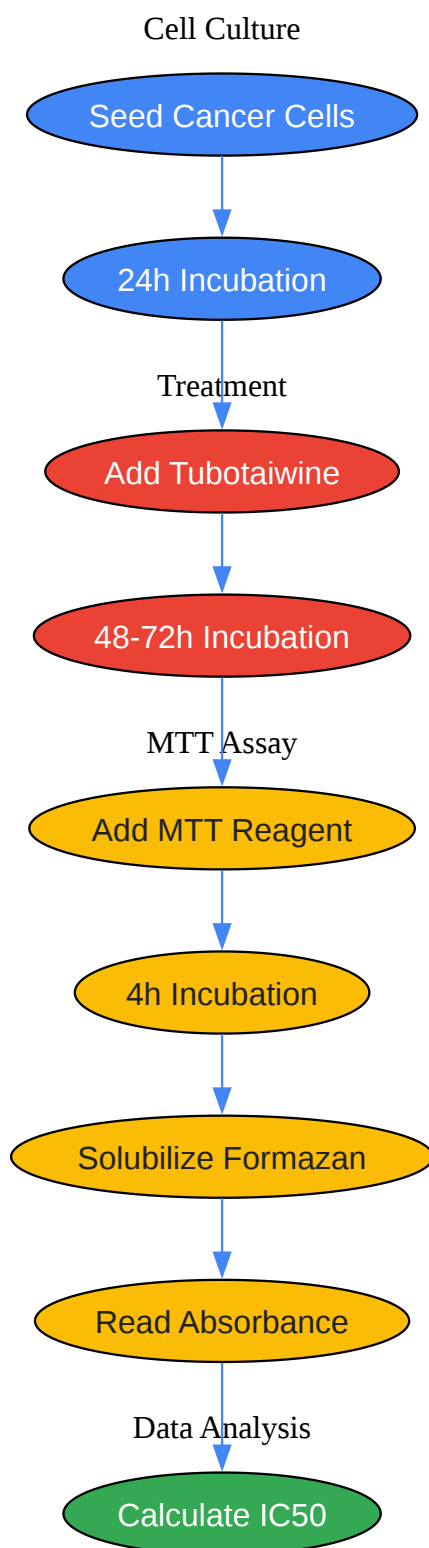 Cell Culture
Seed Cancer Cells
24h Incubation
Treatment
Add Tubotaiwine
48-72h Incubation
MTT Assay
Add MTT Reagent
4h Incubation
Solubilize Formazan
Read Absorbance
Data Analysis
Calculate IC50